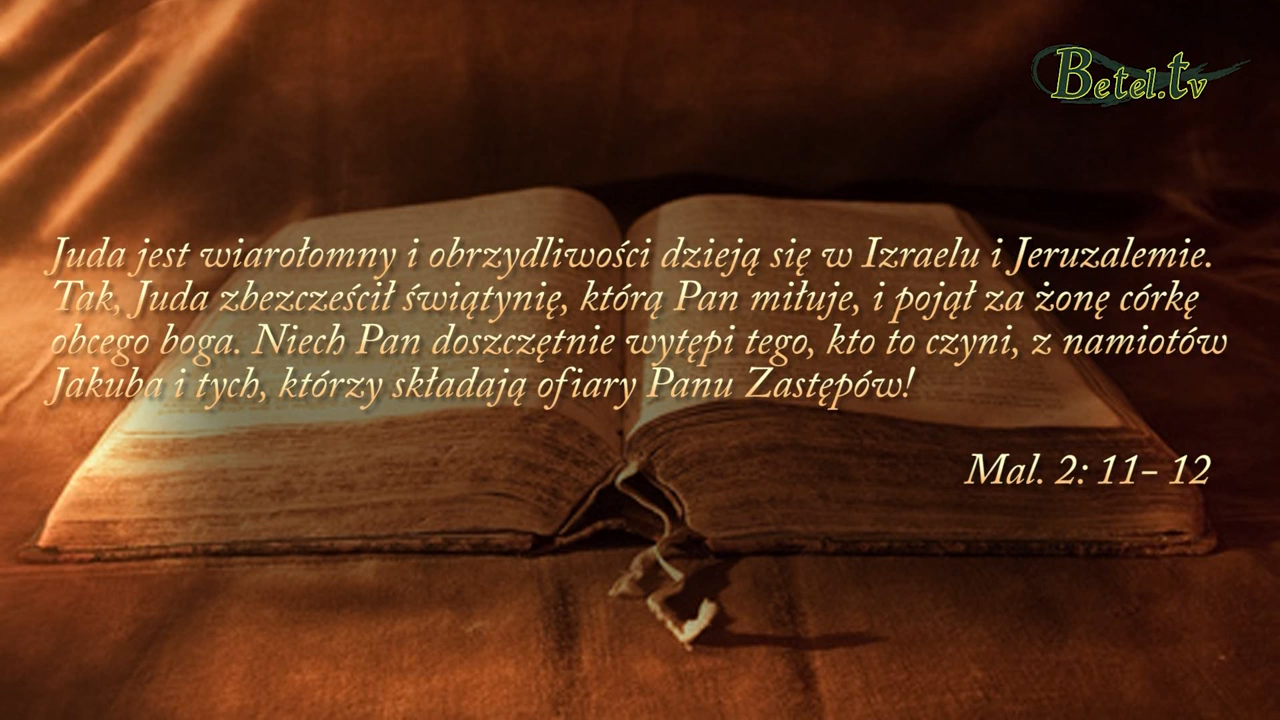 Betel.tv
Juda jest wiarołomny i obrzydliwości dzieją się w Izraelu i Jeruzalemie.
Tak, Juda zbezcześcił świątynię, którą Pan miłuje, i pojął za żonę córkę
obcego boga. Niech Pan doszczętnie wytępi tego, kto to czyni, z namiotów
Jakuba i tych, którzy składają ofiary Panu Zastępów!
Mal. 2: 11- 12